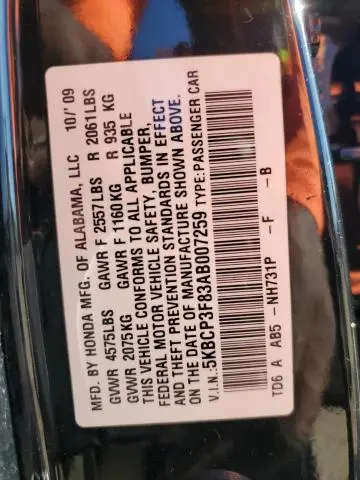 MFD. BY HONDA MFG. OF ALABAMA, LLC 10/'09
GVWR 4575LBS GAWR F 2557LBS R 2061LBS
GVWR 2075KG GAWR F 1160KG R 935 KG
THIS VEHICLE CONFORMS TO ALL APPLICABLE
FEDERAL MOTOR VEHICLE SAFETY, BUMPER,
AND THEFT PREVENTION STANDARDS IN EFFECT
ON THE DATE OF MANUFACTURE SHOWN ABOVE.
V.I.N.:5KBCP3F83AB007259 TYPE:PASSENGER CAR
TD6 A AB5 -NH731P -F -B